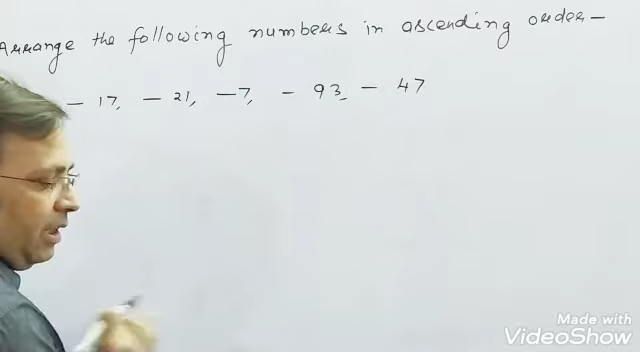 Arrange the following numbers in ascending order-
- 17, - 21, -7, - 93, - 47
Made with
VideoShow